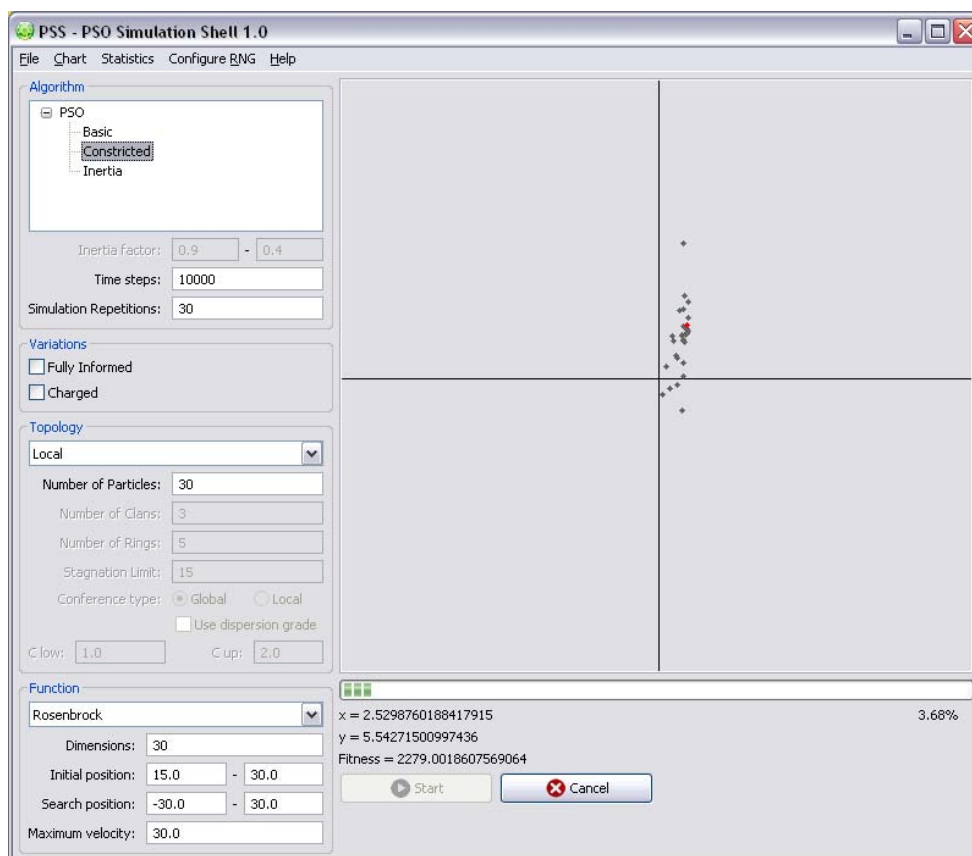 PSS - PSO Simulation Shell 1.0
File Chart Statistics Configure RNG Help
Algorithm
PSO
Basic
Constricted
Inertia
Inertia factor: 0.9 - 0.4
Time steps: 10000
Simulation Repetitions: 30
Variations
Fully Informed
Charged
Topology
Local
Number of Particles: 30
Number of Clans: 3
Number of Rings: 5
Stagnation Limit: 15
Conference type: Global Local
Use dispersion grade
C low: 1.0 C up: 2.0
Function
Rosenbrock
Dimensions: 30
Initial position: 15.0 - 30.0
Search position: -30.0 - 30.0
Maximum velocity: 30.0
x = 2.5298760188417915 3.68%
y = 5.54271500997436
Fitness = 2279.0018607569064
Start Cancel